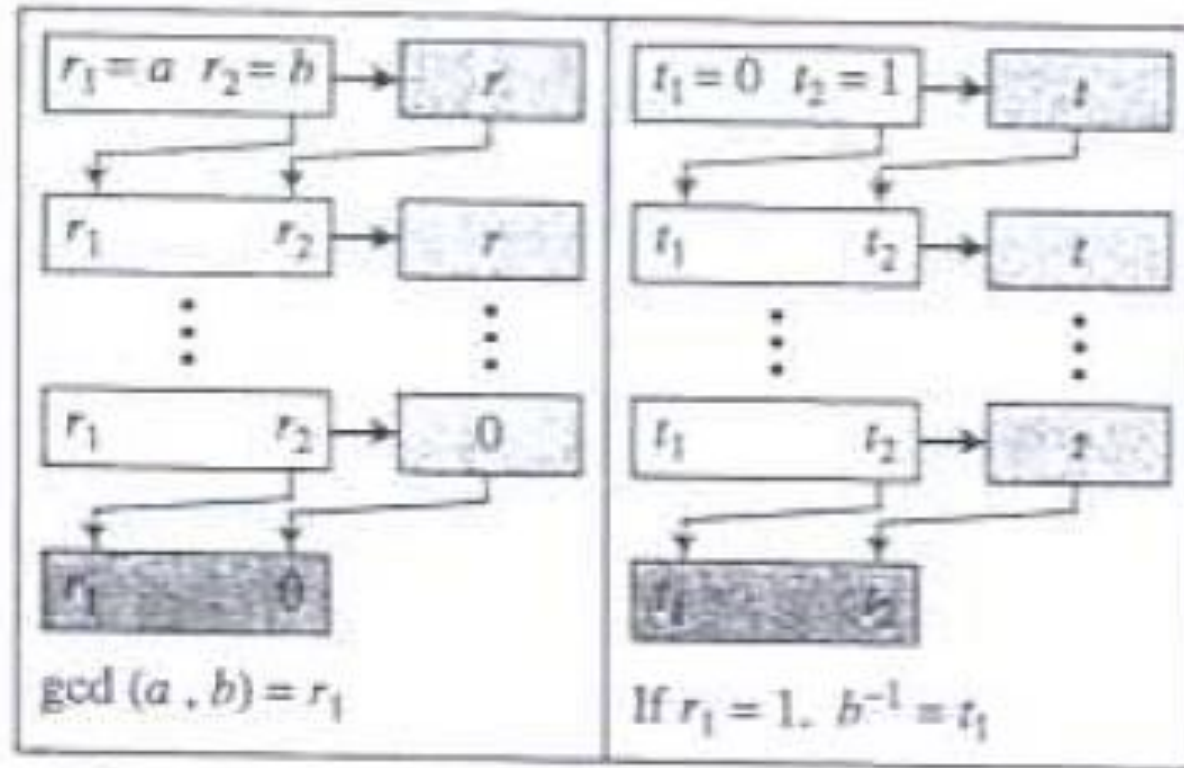 r₁ = a r₂ = b r
r₁ r₂ r
r₁ r₂ 0
r₁ 0
gcd (a , b) = r₁
t₁ = 0 t₂ = 1 t
t₁ t₂ t
t₁ t₂ t
t₁ t₂
If r₁ = 1, b⁻¹ = t₁